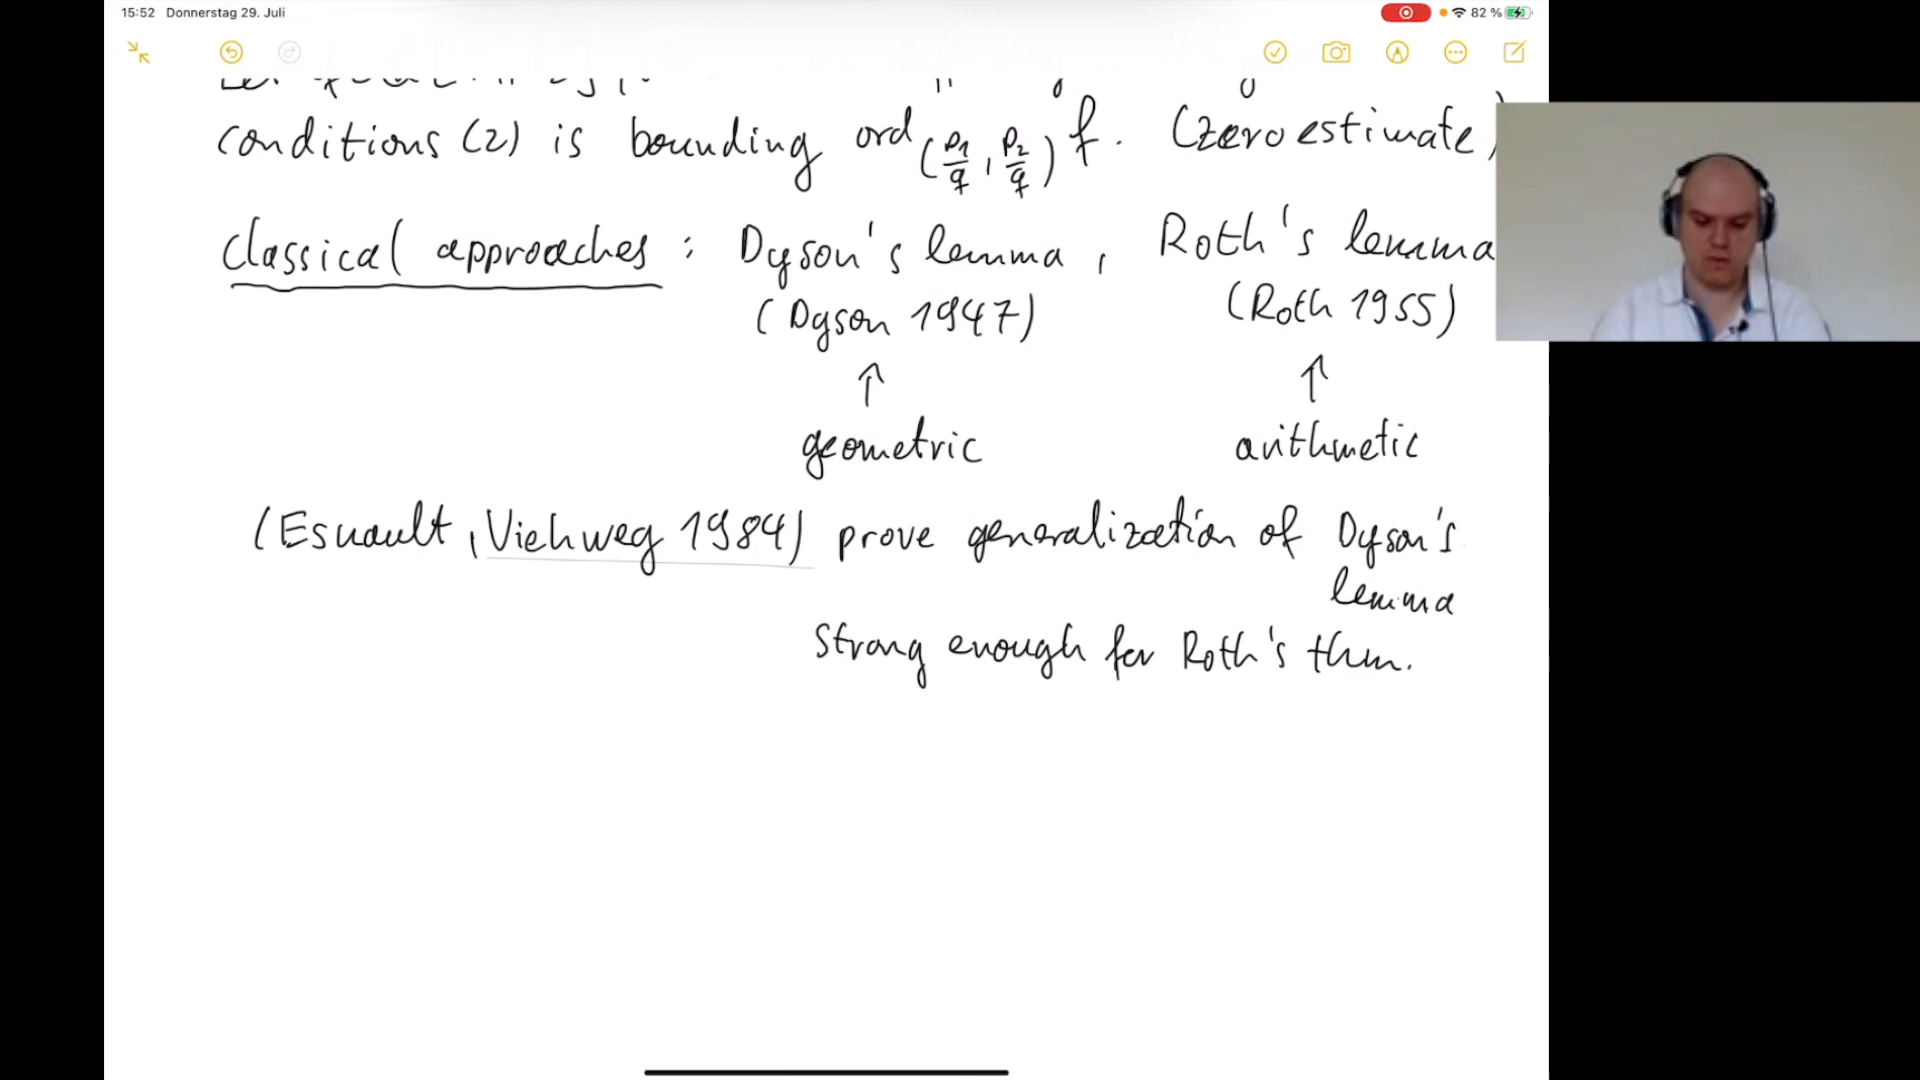 15:52 Donnerstag 29. Juli
82 %
conditions (2) is bounding ord_(p1/q, p2/q) f. (zero estimate)
Classical approaches: Dyson's lemma, Roth's lemma
(Dyson 1947) (Roth 1955)
↑ ↑
geometric arithmetic
(Esnault, Viehweg 1984) prove generalization of Dyson's
lemma
strong enough for Roth's thm.